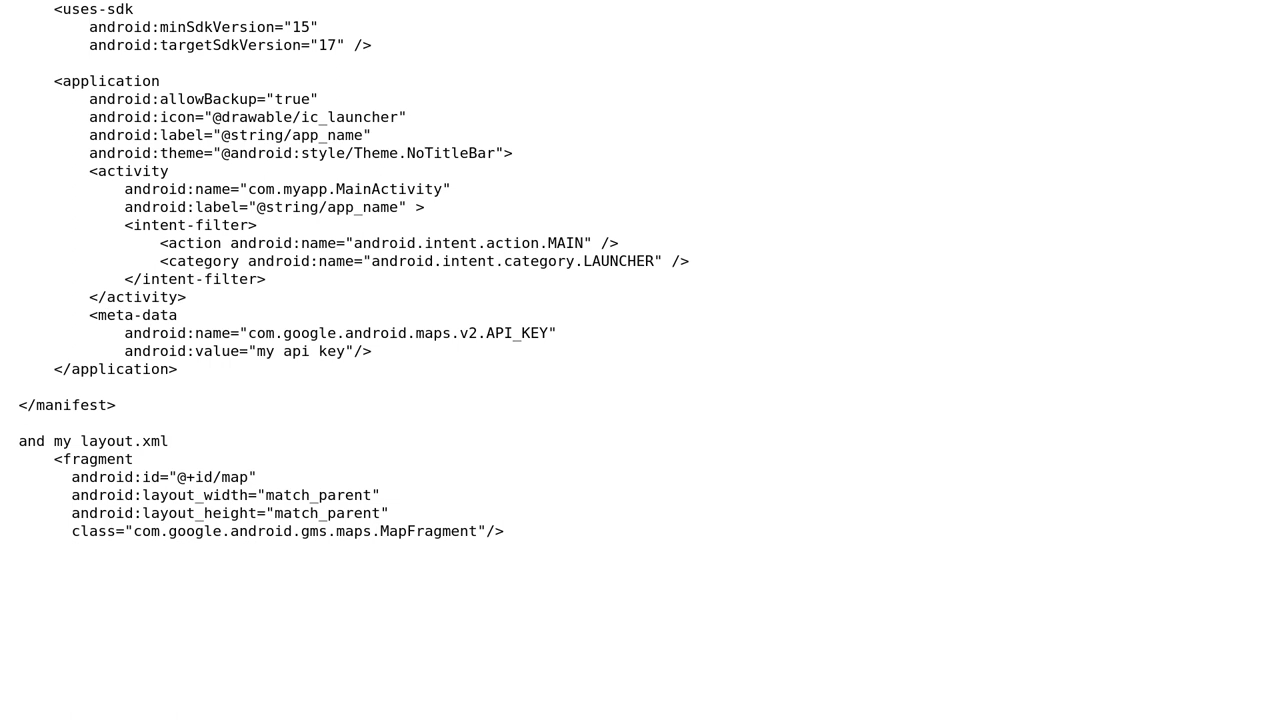 <uses-sdk
        android:minSdkVersion="15"
        android:targetSdkVersion="17" />

    <application
        android:allowBackup="true"
        android:icon="@drawable/ic_launcher"
        android:label="@string/app_name"
        android:theme="@android:style/Theme.NoTitleBar">
        <activity
            android:name="com.myapp.MainActivity"
            android:label="@string/app_name" >
            <intent-filter>
                <action android:name="android.intent.action.MAIN" />
                <category android:name="android.intent.category.LAUNCHER" />
            </intent-filter>
        </activity>
        <meta-data
            android:name="com.google.android.maps.v2.API_KEY"
            android:value="my api key"/>
    </application>

</manifest>

and my layout.xml
    <fragment
      android:id="@+id/map"
      android:layout_width="match_parent"
      android:layout_height="match_parent"
      class="com.google.android.gms.maps.MapFragment"/>